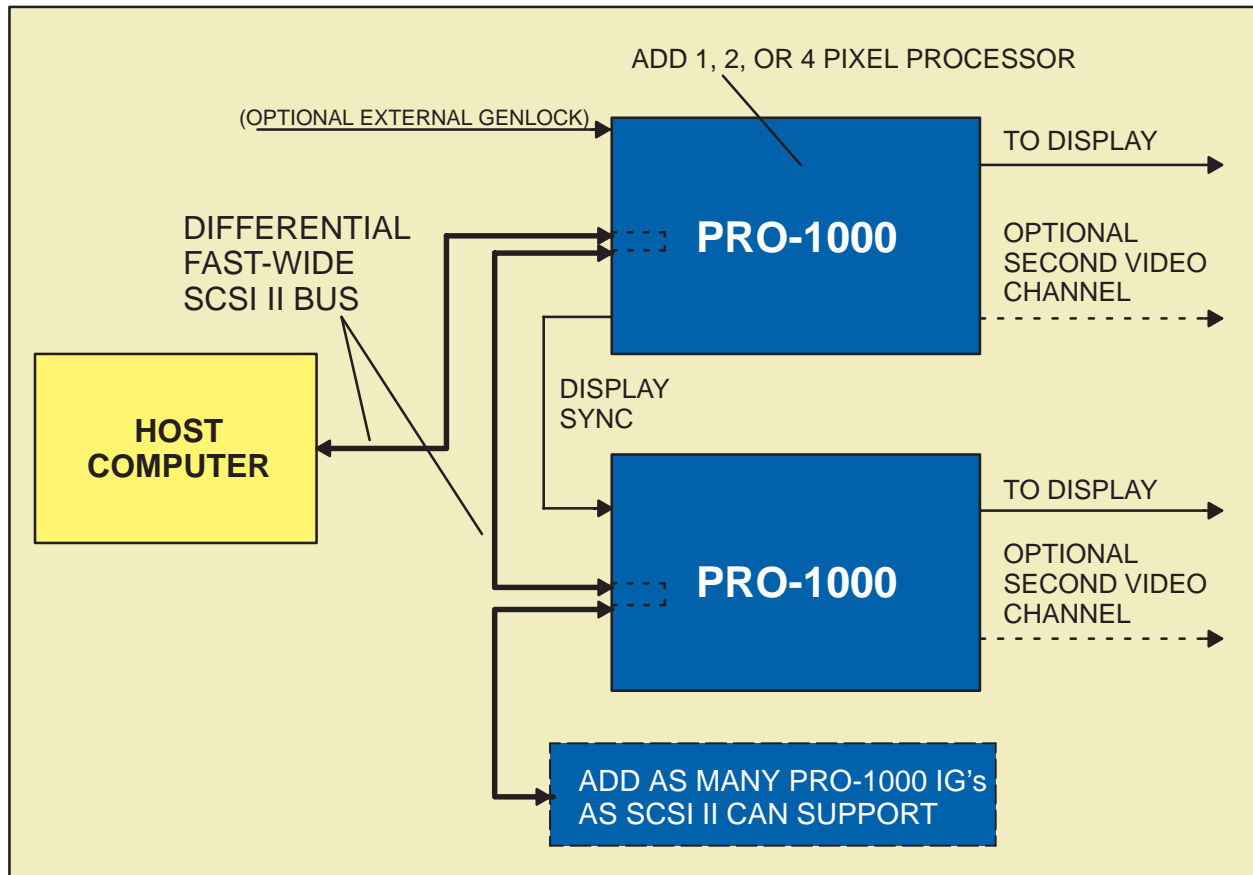 ADD 1, 2, OR 4 PIXEL PROCESSOR
(OPTIONAL EXTERNAL GENLOCK)
TO DISPLAY
DIFFERENTIAL
FAST-WIDE
SCSI II BUS
PRO-1000
OPTIONAL
SECOND VIDEO
CHANNEL
DISPLAY
SYNC
HOST
COMPUTER
TO DISPLAY
PRO-1000
OPTIONAL
SECOND VIDEO
CHANNEL
ADD AS MANY PRO-1000 IG's
AS SCSI II CAN SUPPORT